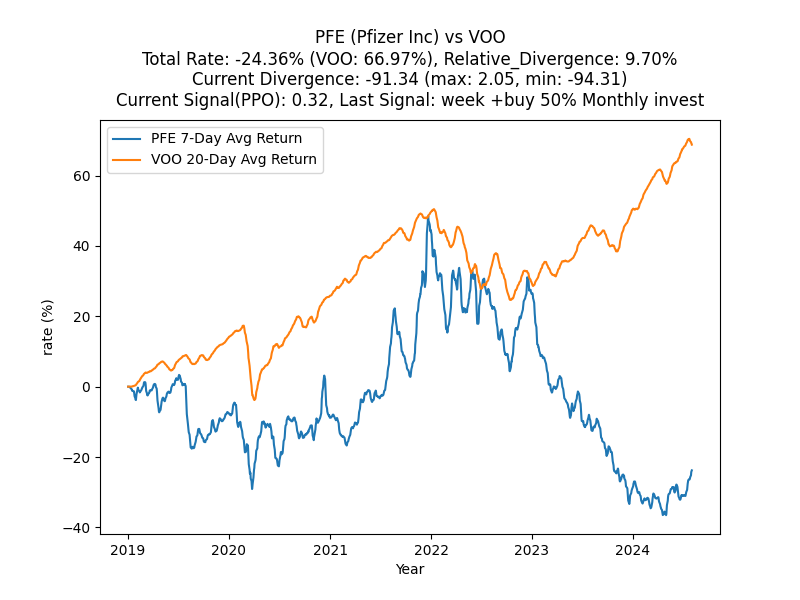 PFE (Pfizer Inc) vs VOO
Total Rate: -24.36% (VOO: 66.97%), Relative_Divergence: 9.70%
Current Divergence: -91.34 (max: 2.05, min: -94.31)
Current Signal(PPO): 0.32, Last Signal: week +buy 50% Monthly invest
PFE 7-Day Avg Return
VOO 20-Day Avg Return
60
40
20
0
−20
−40
rate (%)
2019 2020 2021 2022 2023 2024
Year